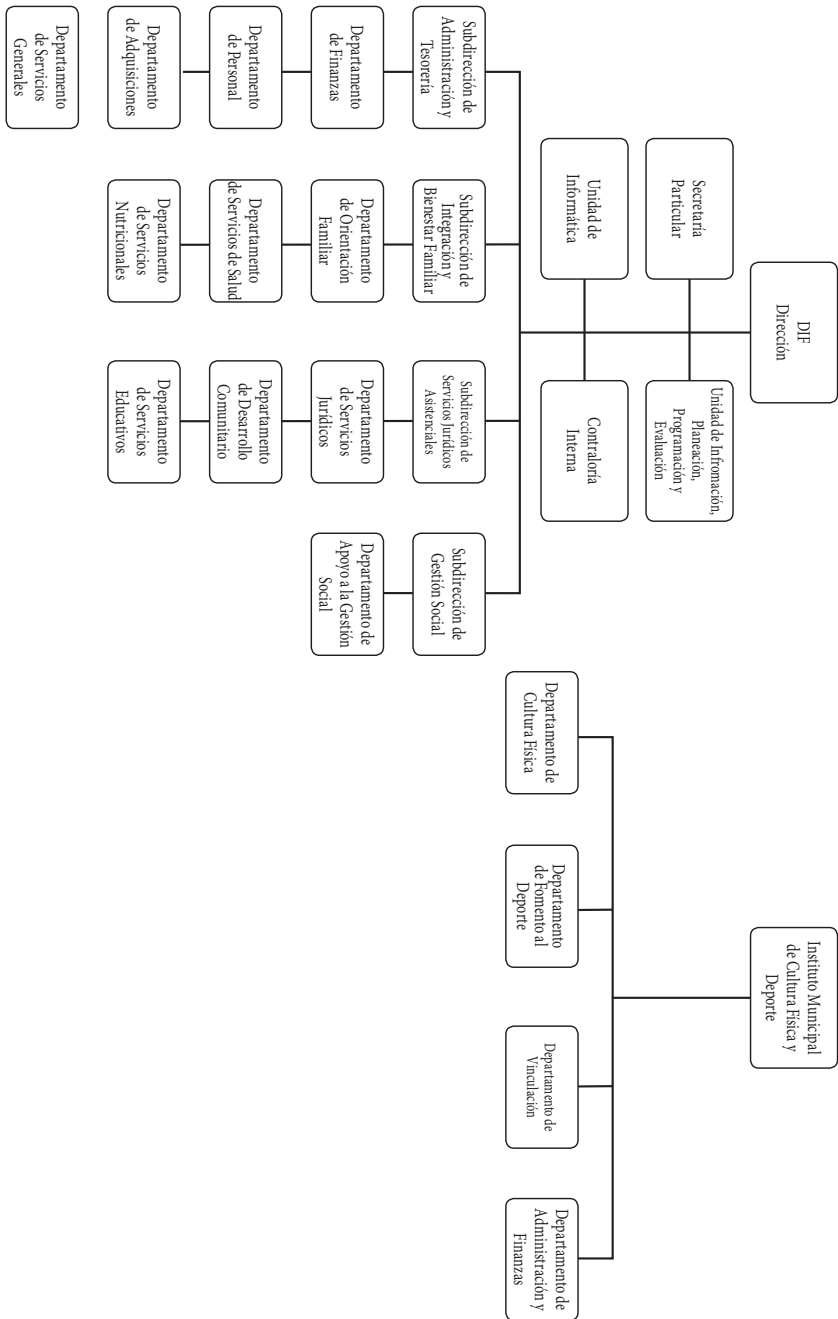 DIF
Dirección
Secretaría
Particular
Unidad de Infromación,
Planeación,
Programación y
Evaluación
Unidad de
Informática
Contraloría
Interna
Subdirección de
Administración y
Tesorería
Subdirección de
Integración y
Bienestar Familiar
Subdirección de
Servicios Jurídicos
Asistenciales
Subdirección de
Gestión Social
Departamento
de Finanzas
Departamento
de Orientación
Familiar
Departamento
de Servicios
Jurídicos
Departamento de
Apoyo a la Gestión
Social
Departamento
de Personal
Departamento
de Servicios de Salud
Departamento
de Desarrollo
Comunitario
Departamento
de Adquisiciones
Departamento
de Servicios
Nutricionales
Departamento
de Servicios
Educativos
Departamento
de Servicios
Generales
Instituto Municipal
de Cultura Física y
Deporte
Departamento de
Cultura Física
Departamento
de Fomento al
Deporte
Departamento de
Vinculación
Departamento de
Administración y
Finanzas